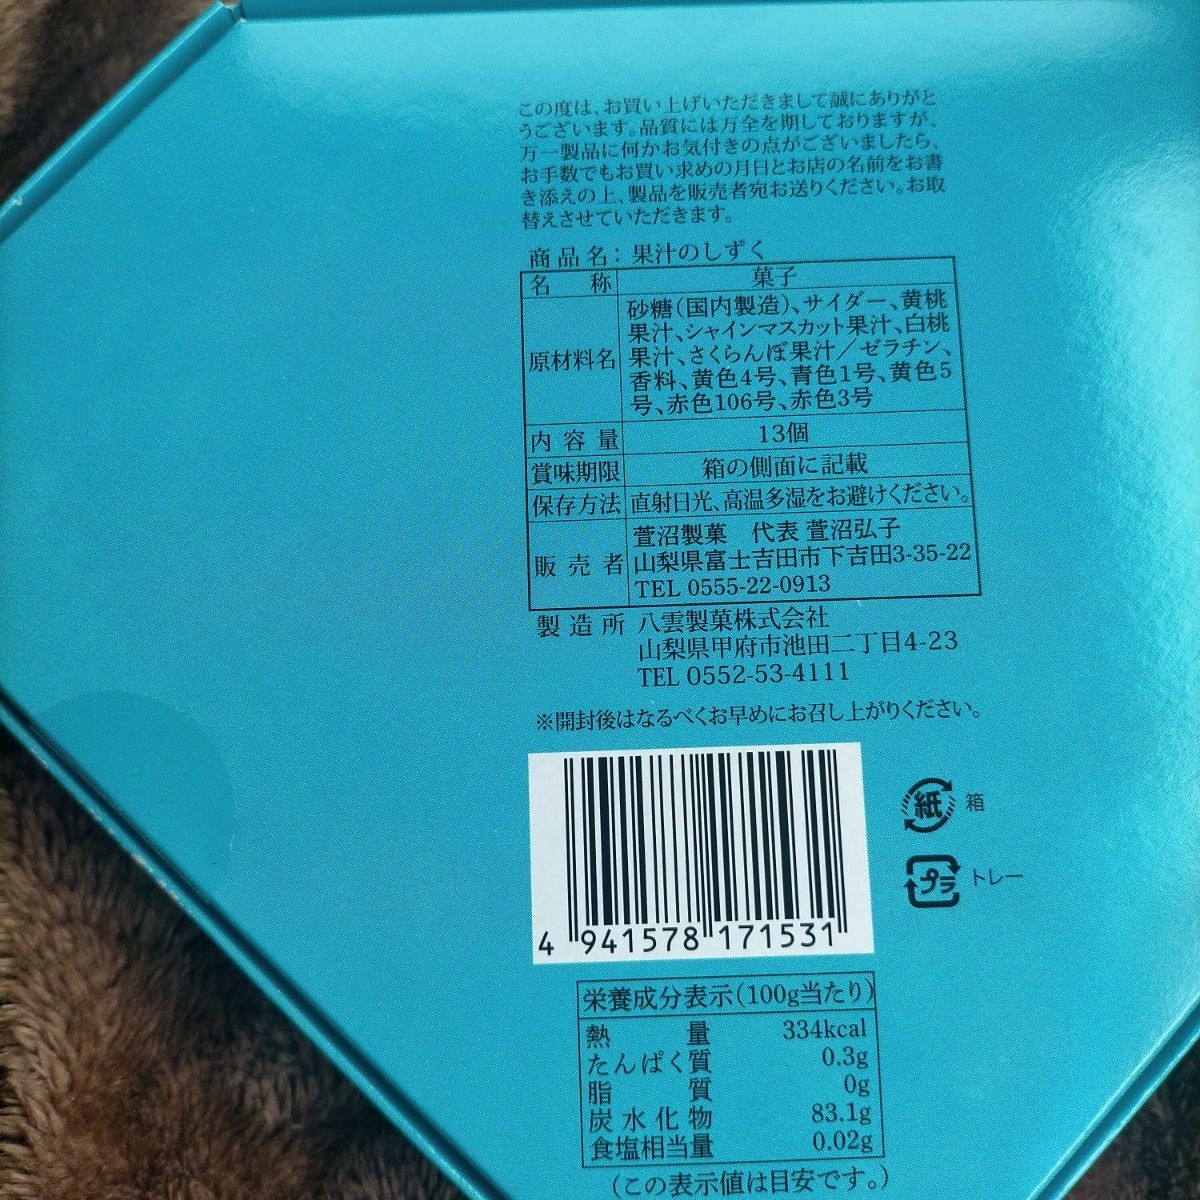 この度は、お買い上げいただきまして誠にありがと
うございます。品質には万全を期しておりますが、
万一製品に何かお気付きの点がございましたら、
お手数でもお買い求めの月日とお店の名前をお書
き添えの上、製品を販売者宛お送りください。お取
替えさせていただきます。
商品名：果汁のしずく
名称 菓子
原材料名 砂糖（国内製造）、サイダー、黄桃
果汁、シャインマスカット果汁、白桃
果汁、さくらんぼ果汁／ゼラチン、
香料、黄色4号、青色1号、黄色5
号、赤色106号、赤色3号
内容量 13個
賞味期限 箱の側面に記載
保存方法 直射日光、高温多湿をお避けください。
販売者 萱沼製菓　代表 萱沼弘子
山梨県富士吉田市下吉田3-35-22
TEL 0555-22-0913
製造所 八雲製菓株式会社
山梨県甲府市池田二丁目4-23
TEL 0552-53-4111
※開封後はなるべくお早めにお召し上がりください。
紙 箱
プラ トレー
4 941578 171531
栄養成分表示（100g当たり）
熱量 334kcal
たんぱく質 0.3g
脂質 0g
炭水化物 83.1g
食塩相当量 0.02g
（この表示値は目安です。）